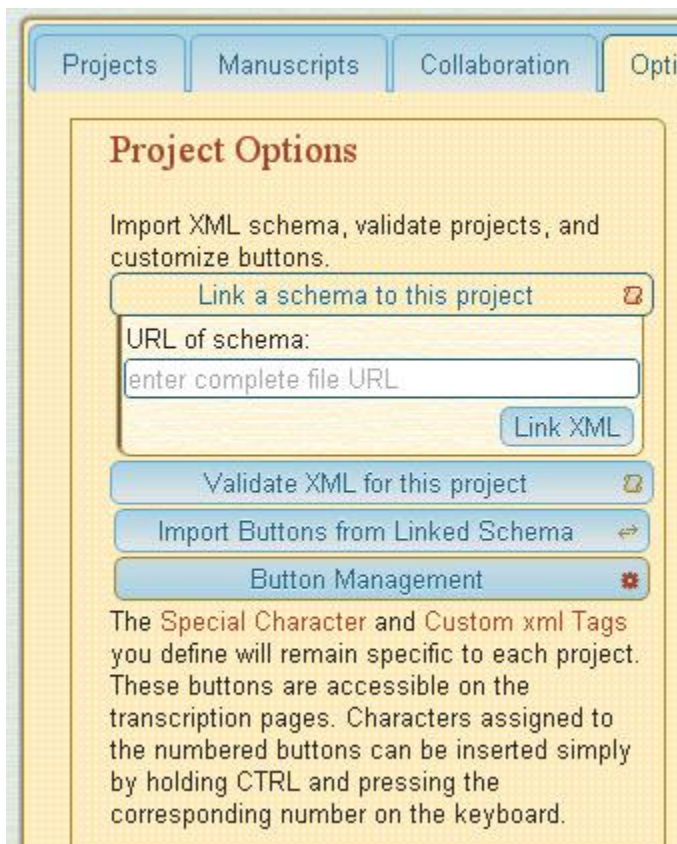 Projects Manuscripts Collaboration Opti
Project Options
Import XML schema, validate projects, and
customize buttons.
Link a schema to this project
URL of schema:
enter complete file URL
Link XML
Validate XML for this project
Import Buttons from Linked Schema
Button Management
The Special Character and Custom xml Tags
you define will remain specific to each project.
These buttons are accessible on the
transcription pages. Characters assigned to
the numbered buttons can be inserted simply
by holding CTRL and pressing the
corresponding number on the keyboard.